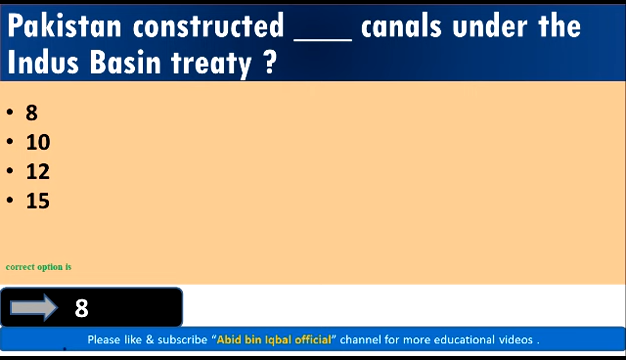 Pakistan constructed ____ canals under the
Indus Basin treaty ?
• 8
• 10
• 12
• 15
correct option is
8
Please like & subscribe “Abid bin Iqbal official” channel for more educational videos .